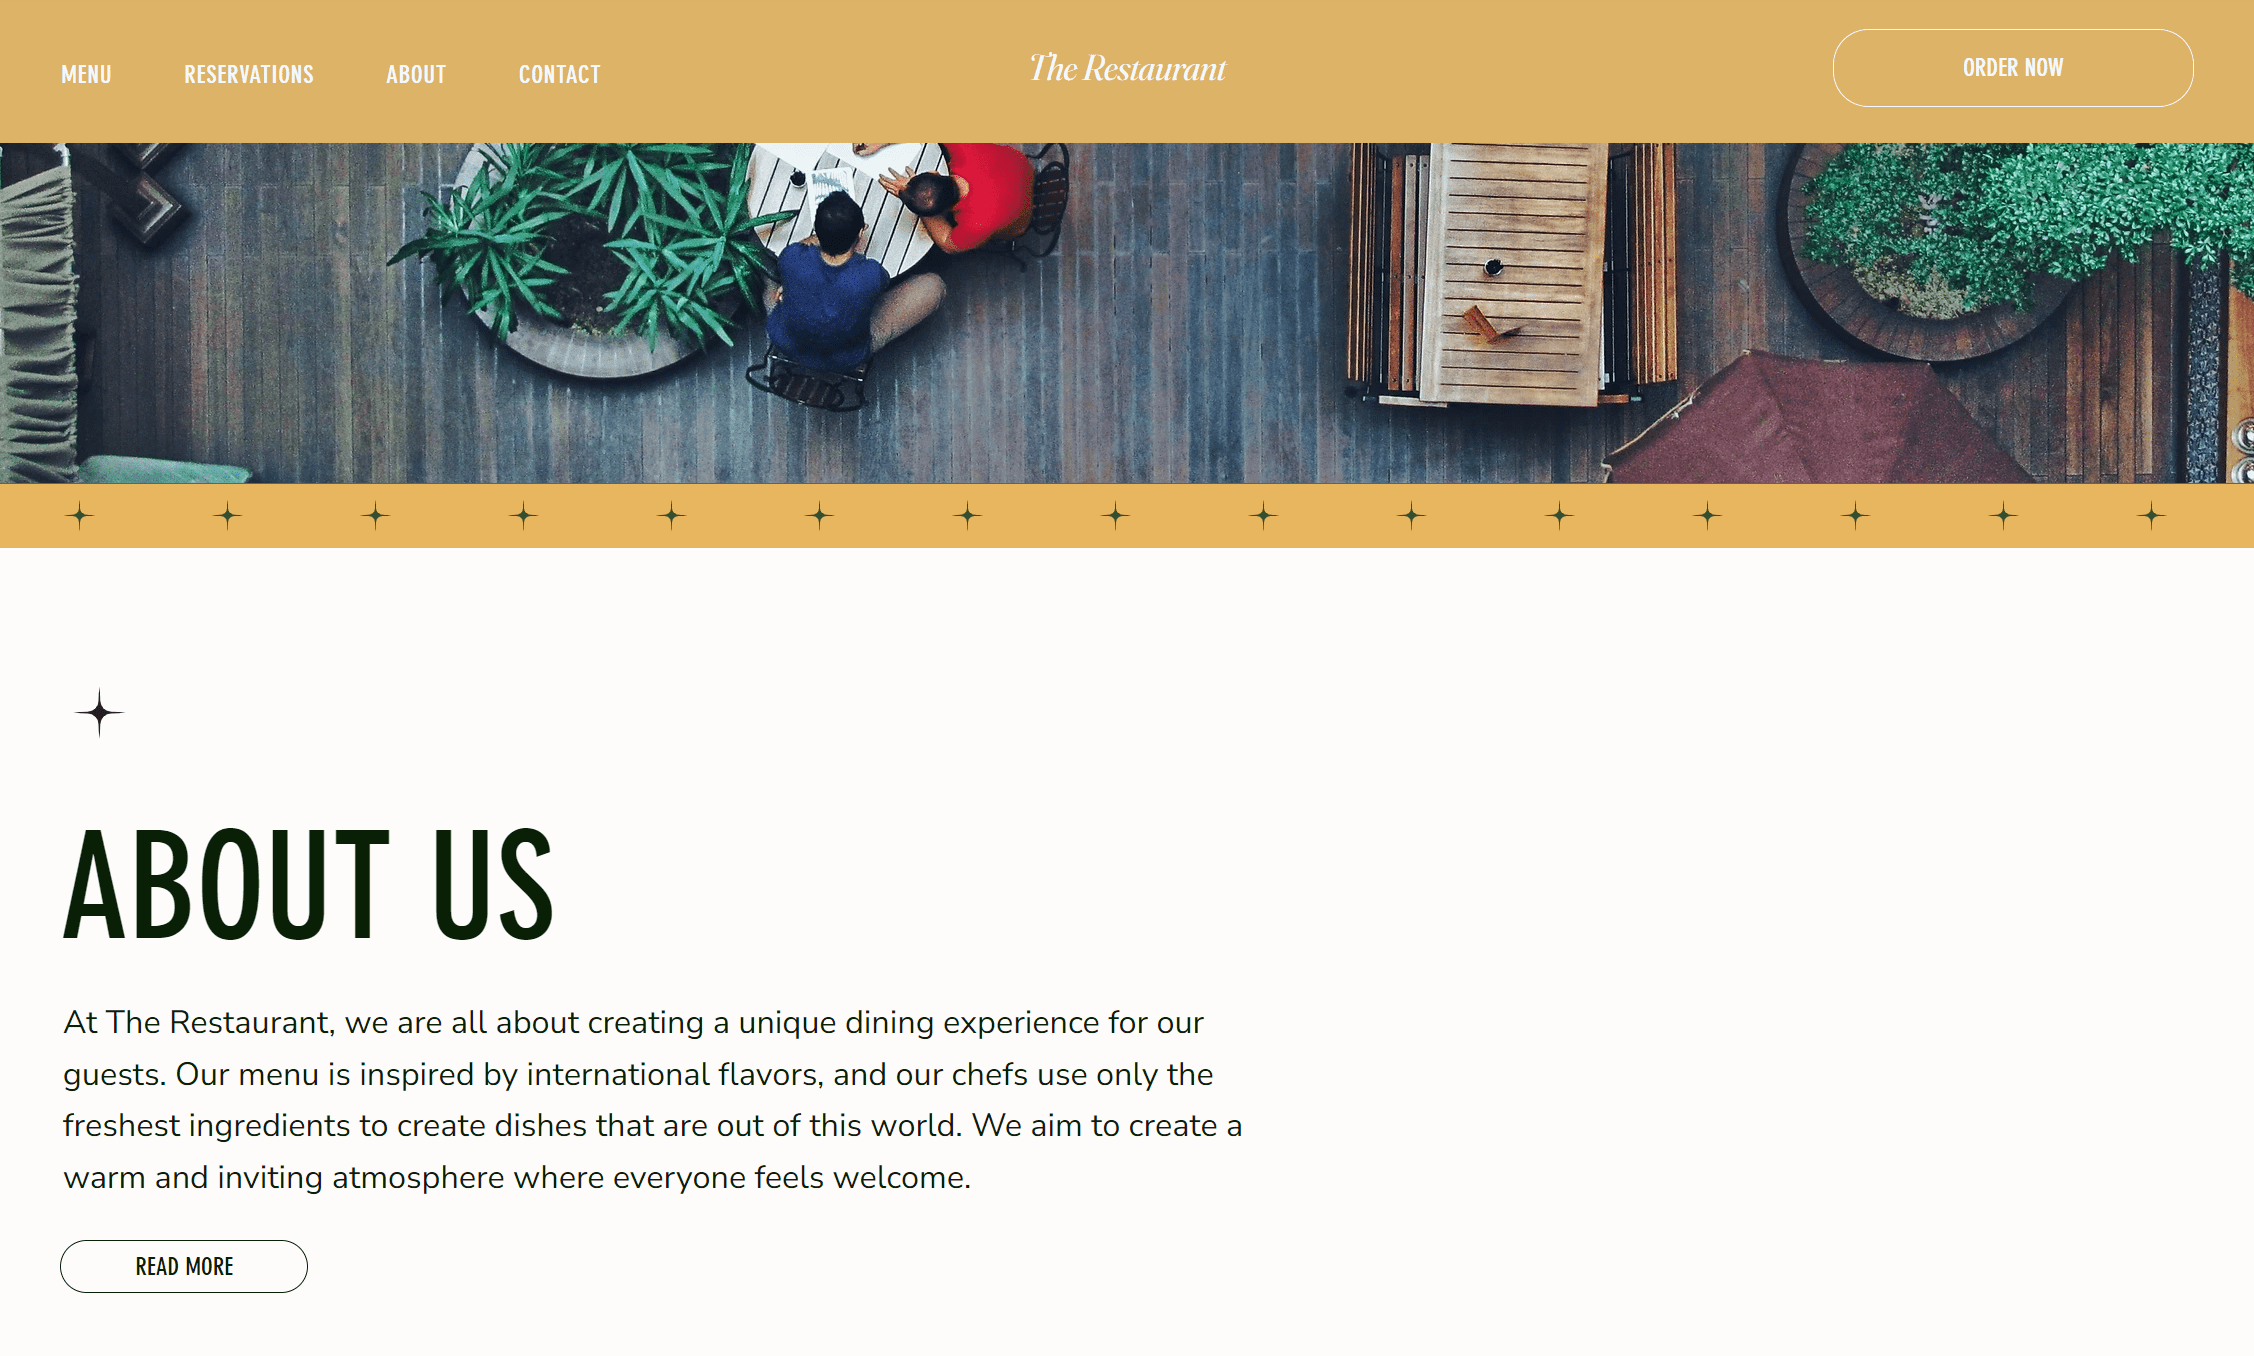 MENU RESERVATIONS ABOUT CONTACT The Restaurant ORDER NOW
ABOUT US
At The Restaurant, we are all about creating a unique dining experience for our
guests. Our menu is inspired by international flavors, and our chefs use only the
freshest ingredients to create dishes that are out of this world. We aim to create a
warm and inviting atmosphere where everyone feels welcome.
READ MORE